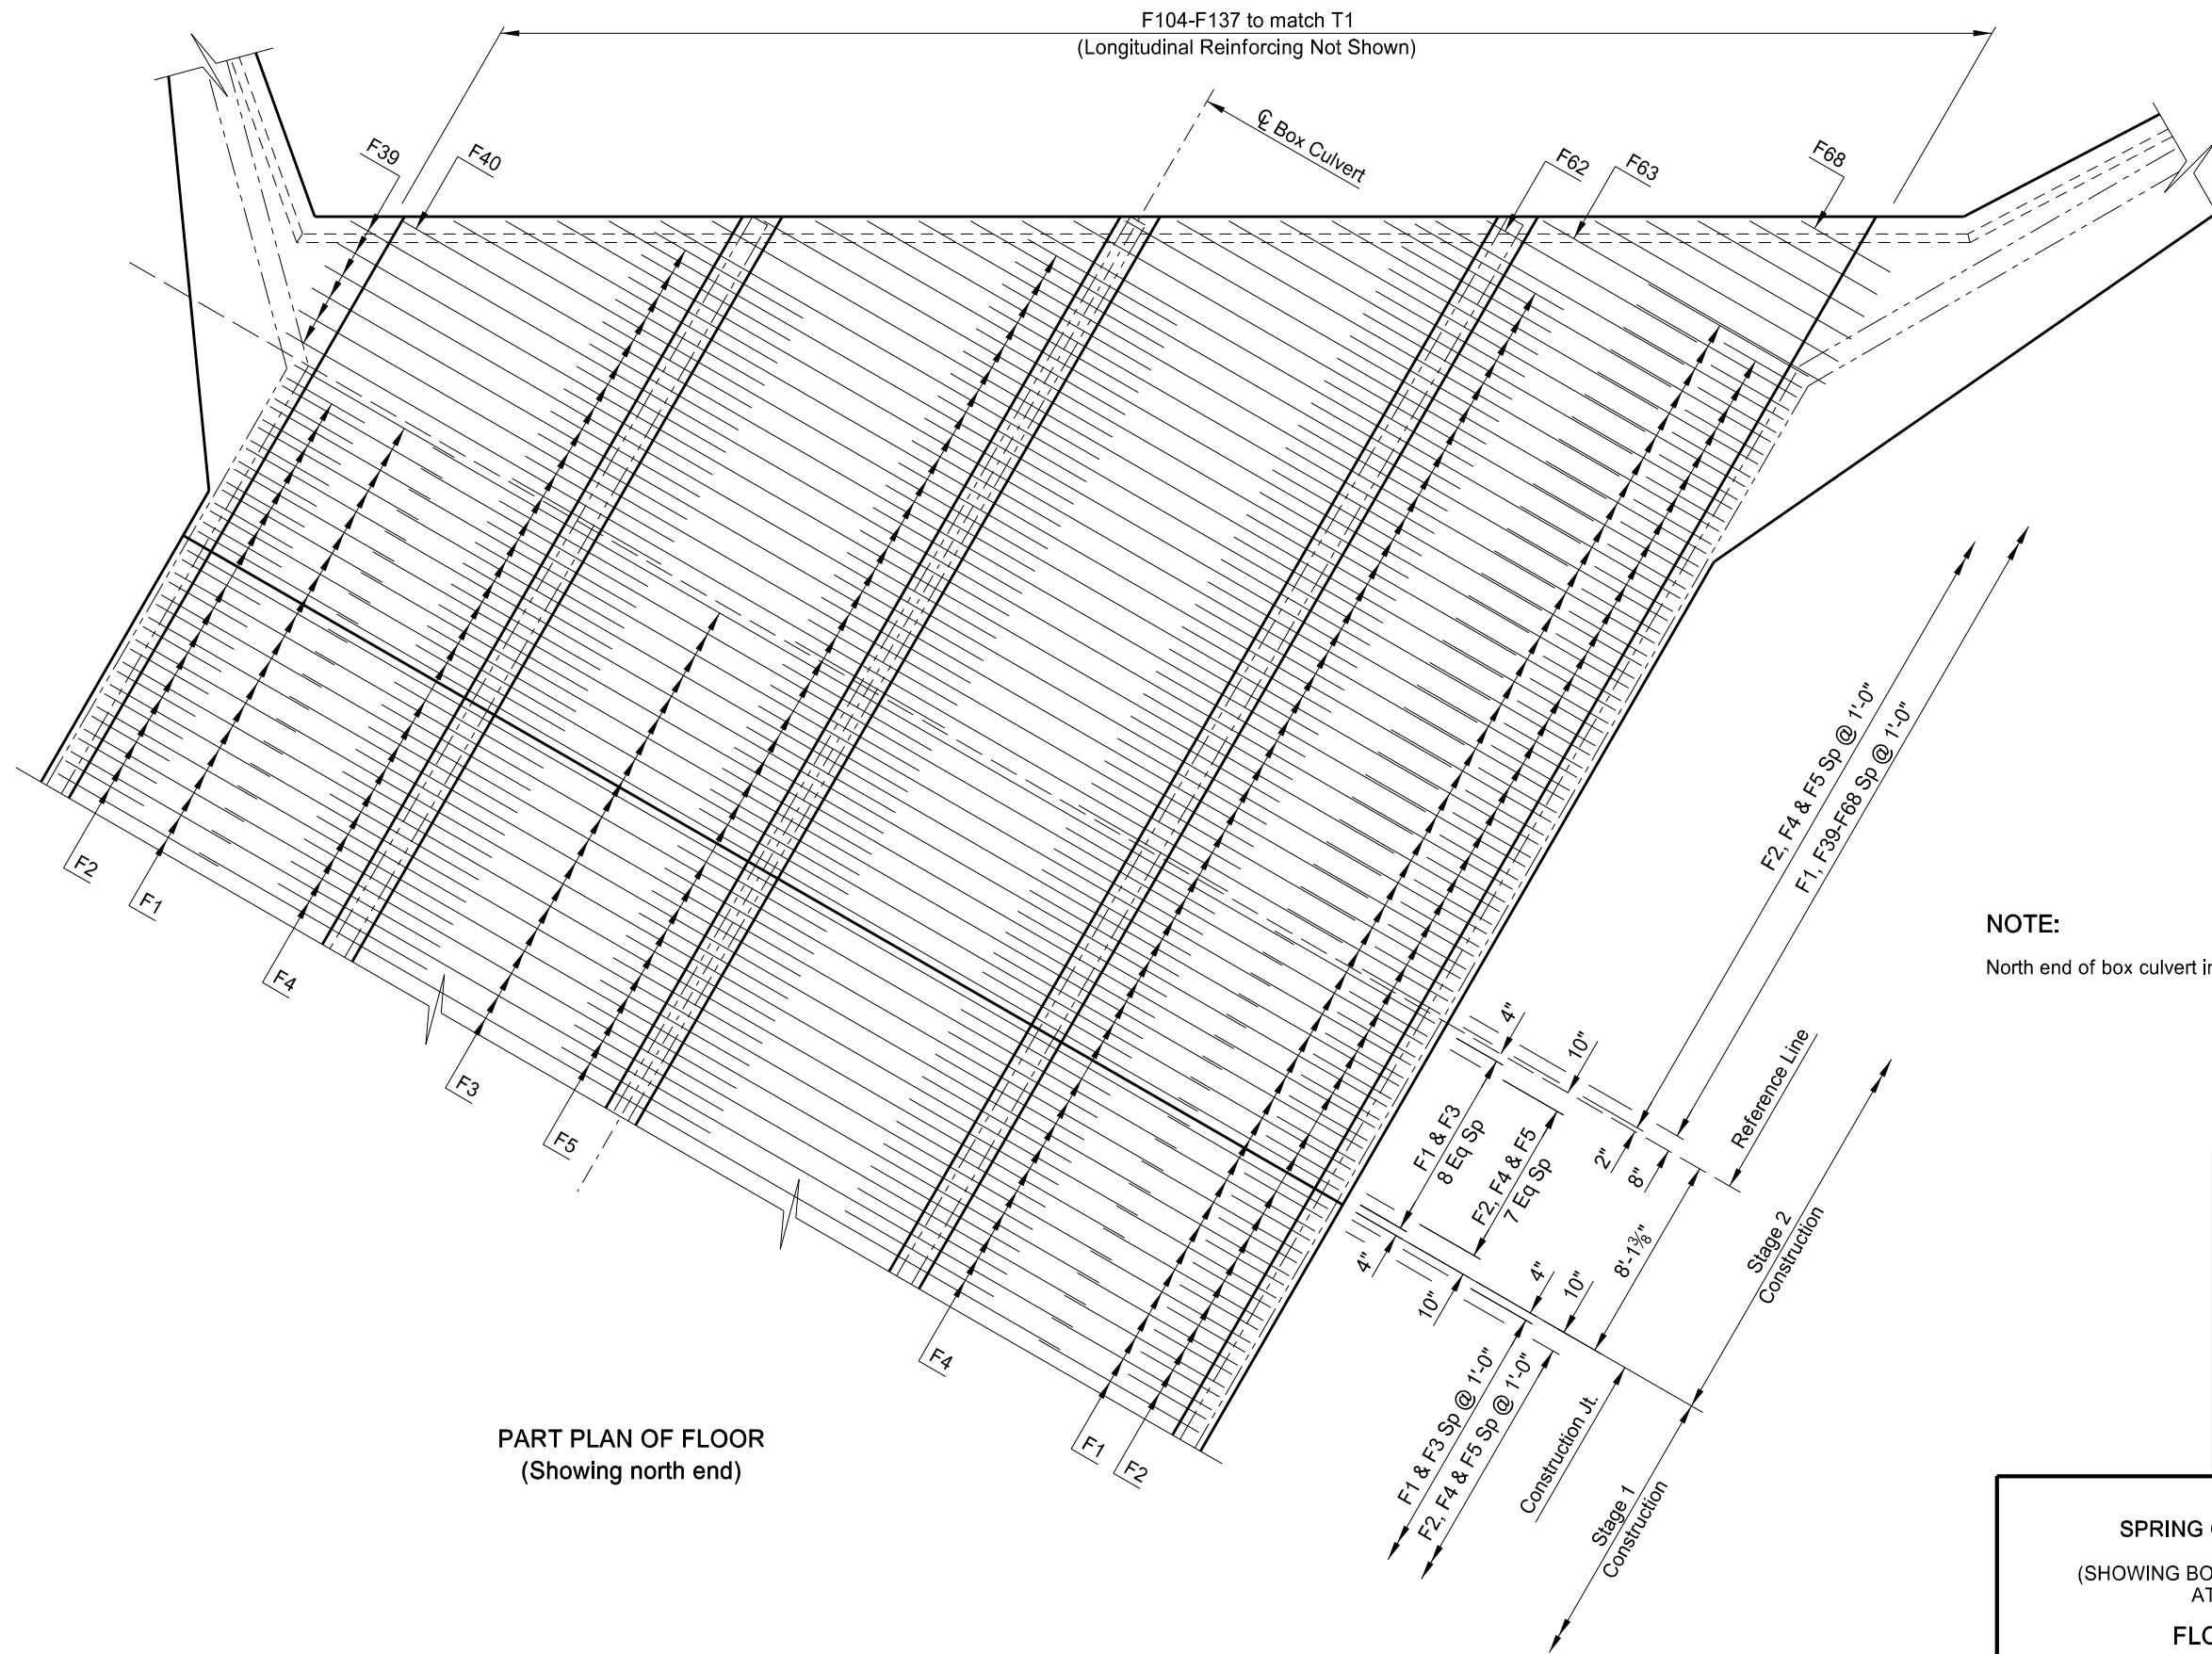 F104-F137 to match T1
(Longitudinal Reinforcing Not Shown)
℄ Box Culvert
F39
F40
F62
F63
F68
F2, F4 & F5 Sp @ 1'-0"
F1, F39-F68 Sp @ 1'-0"
NOTE:
North end of box culvert
F2
F1
F4
F3
F5
F4
F1
F2
4"
10"
F1 & F3
8 Eq Sp
F2, F4 & F5
7 Eq Sp
2"
8"
Reference Line
4"
10"
4"
10"
8'-1⅜"
Stage 2
Construction
F1 & F3 Sp @ 1'-0"
F2, F4 & F5 Sp @ 1'-0"
Construction Jt.
Stage 1
Construction
PART PLAN OF FLOOR
(Showing north end)
SPRING
(SHOWING